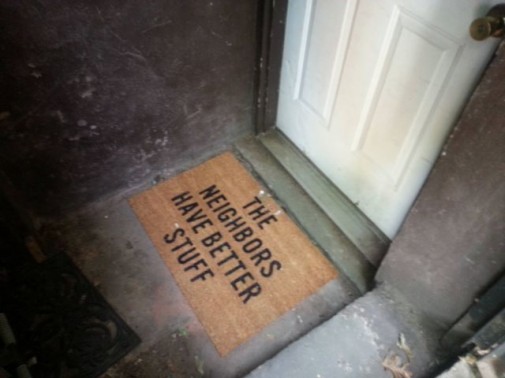 THE
NEIGHBORS
HAVE BETTER
STUFF